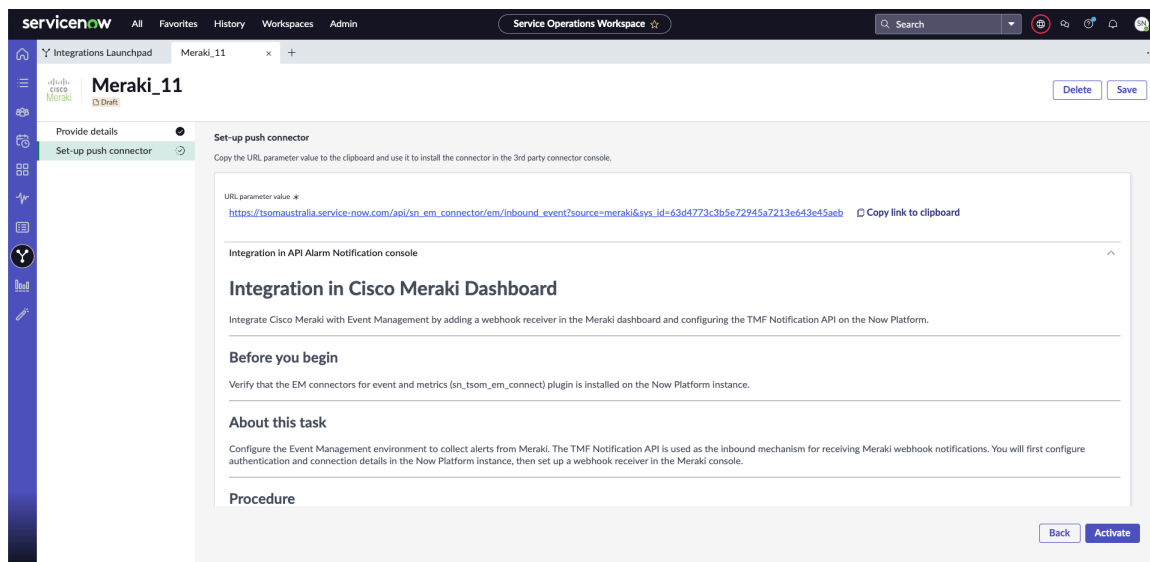 servicenow All Favorites History Workspaces Admin Service Operations Workspace Search SN
Integrations Launchpad Meraki_11
cisco Meraki
Meraki_11
Draft
Delete Save
Provide details
Set-up push connector
Set-up push connector
Copy the URL parameter value to the clipboard and use it to install the connector in the 3rd party connector console.
URL parameter value *
https://tsomaustralia.service-now.com/api/sn_em_connector/em/inbound_event?source=meraki&sys_id=63d4773c3b5e72945a7213e643e45aeb Copy link to clipboard
Integration in API Alarm Notification console
Integration in Cisco Meraki Dashboard
Integrate Cisco Meraki with Event Management by adding a webhook receiver in the Meraki dashboard and configuring the TMF Notification API on the Now Platform.
Before you begin
Verify that the EM connectors for event and metrics (sn_tsom_em_connect) plugin is installed on the Now Platform instance.
About this task
Configure the Event Management environment to collect alerts from Meraki. The TMF Notification API is used as the inbound mechanism for receiving Meraki webhook notifications. You will first configure
authentication and connection details in the Now Platform instance, then set up a webhook receiver in the Meraki console.
Procedure
Back Activate